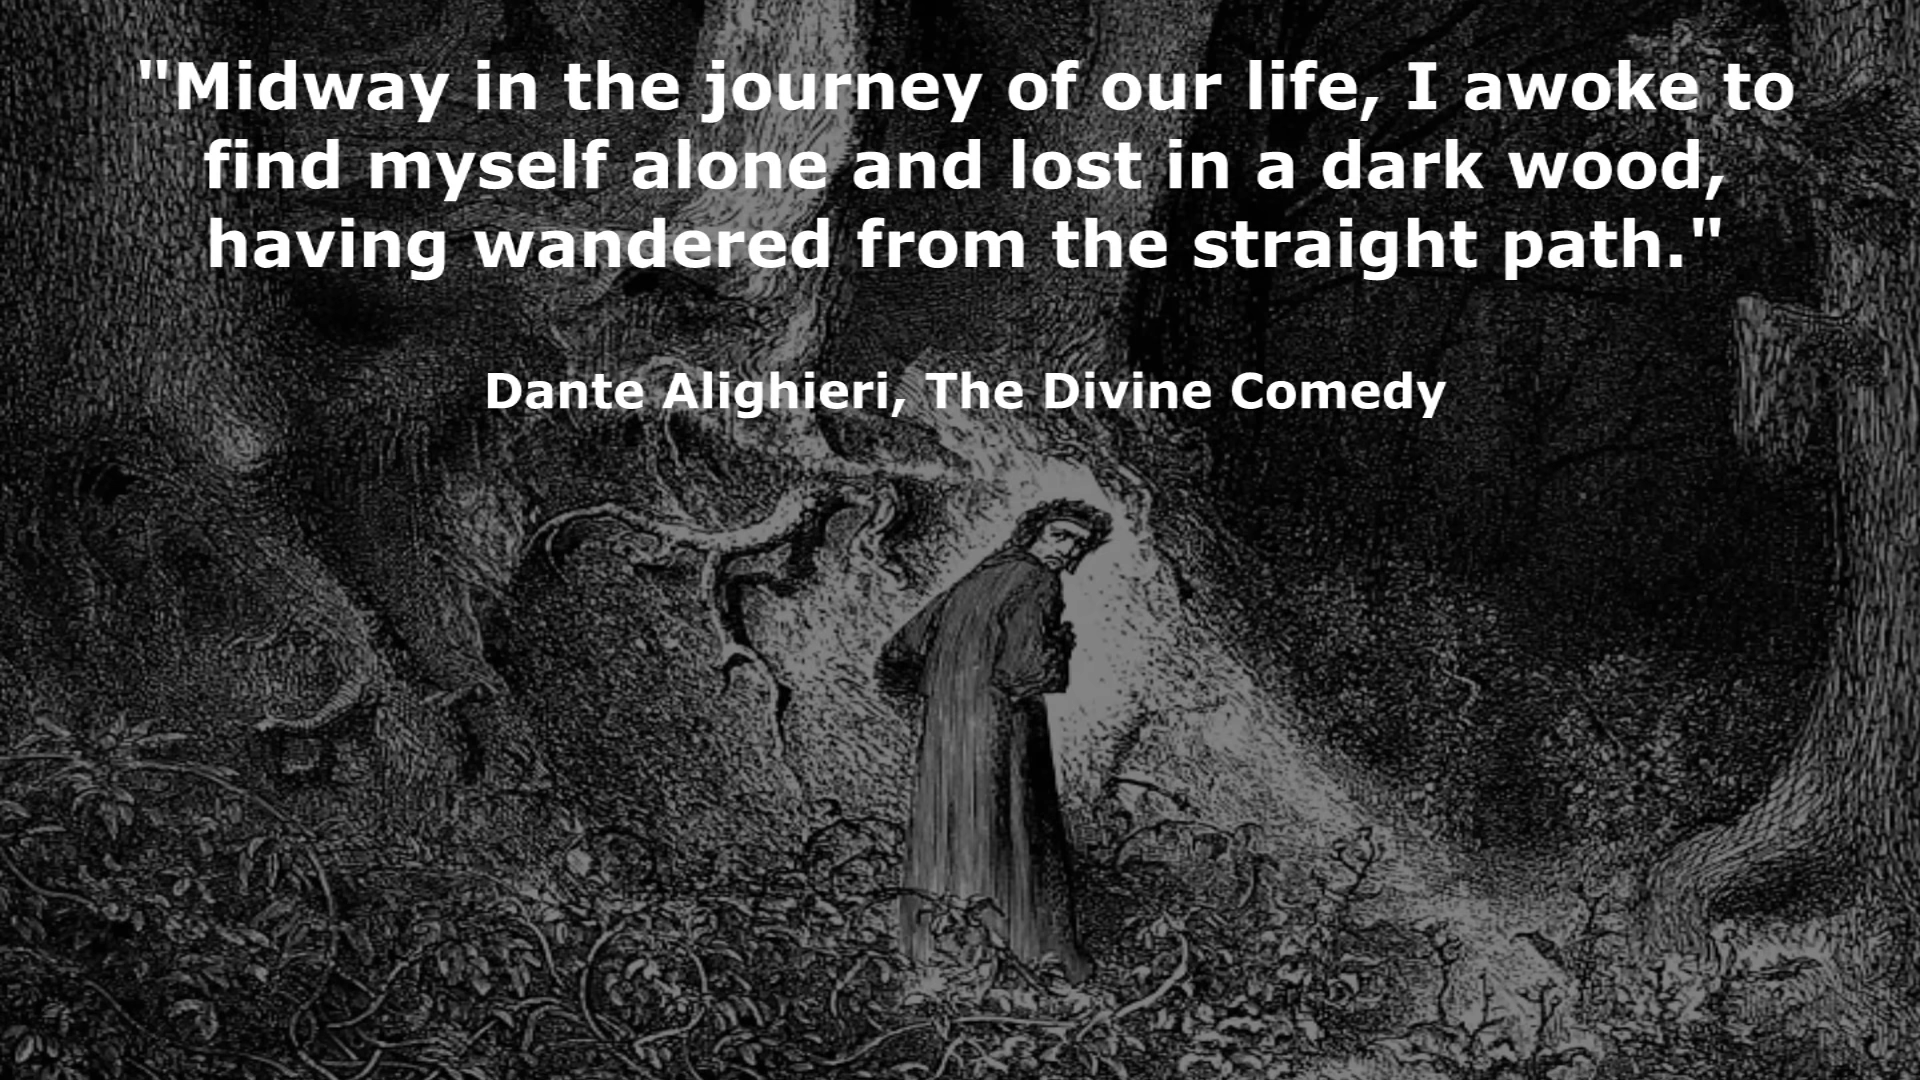 "Midway in the journey of our life, I awoke to
find myself alone and lost in a dark wood,
having wandered from the straight path."
Dante Alighieri, The Divine Comedy